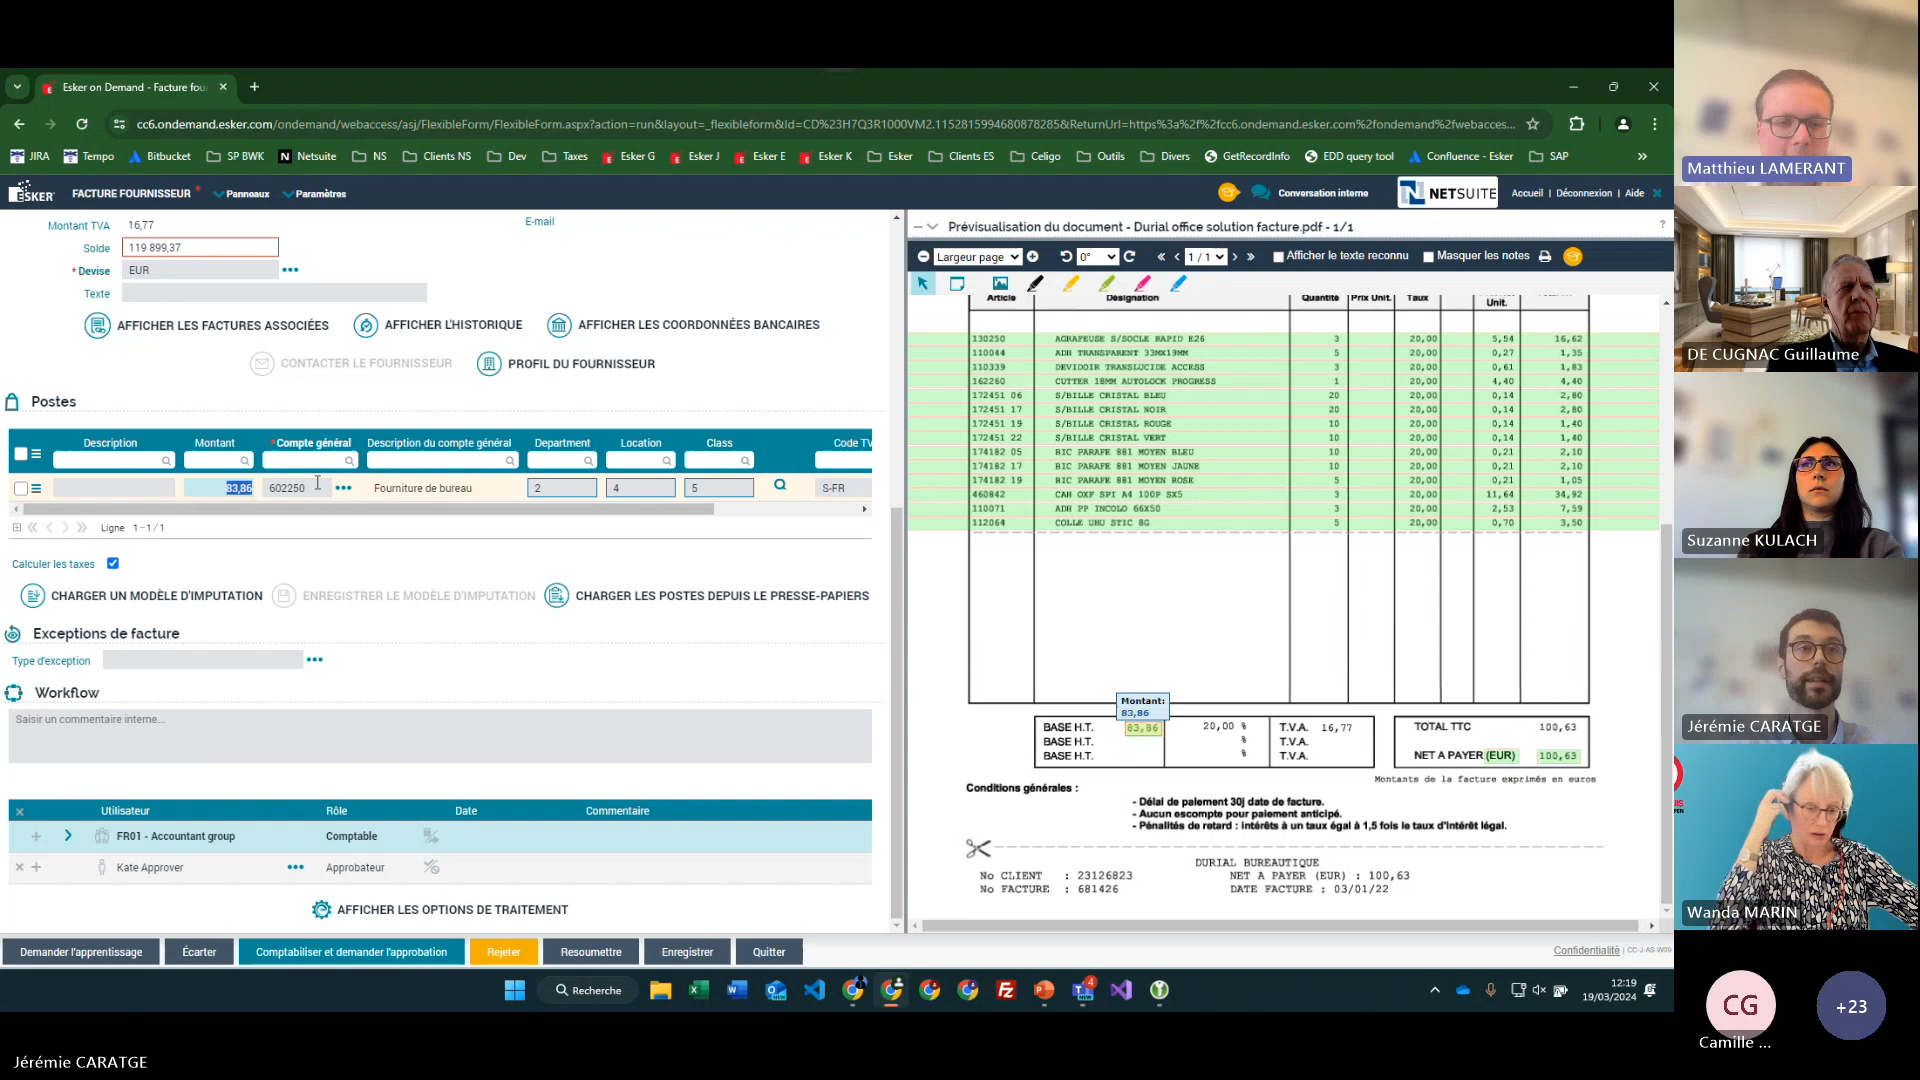 Esker on Demand - Facture fou
cc6.ondemand.esker.com/ondemand/webaccess/asj/FlexibleForm/FlexibleForm.aspx?action=run&layout=_flexibleform&Id=CD%23H7Q3R1000VM2.1152815994680878285&ReturnUrl=https%3a%2f%2fcc6.ondemand.esker.com%2fondemand%2fwebacces...
JIRA Tempo Bitbucket SP BWK Netsuite NS Clients NS Dev Taxes Esker G Esker J Esker E Esker K Esker Clients ES Celigo Outils Divers GetRecordInfo EDD query tool Confluence - Esker SAP
ESKER FACTURE FOURNISSEUR * Panneaux Paramètres Conversation interne NETSUITE Accueil | Déconnexion | Aide
Montant TVA 16,77 E-mail
Solde 119 899,37
* Devise EUR
Texte
AFFICHER LES FACTURES ASSOCIÉES AFFICHER L'HISTORIQUE AFFICHER LES COORDONNÉES BANCAIRES
CONTACTER LE FOURNISSEUR PROFIL DU FOURNISSEUR
Postes
Description Montant *Compte général Description du compte général Department Location Class Code TV
83,86 602250 Fourniture de bureau 2 4 5 S-FR
Ligne 1-1/1
Calculer les taxes
CHARGER UN MODÈLE D'IMPUTATION ENREGISTRER LE MODÈLE D'IMPUTATION CHARGER LES POSTES DEPUIS LE PRESSE-PAPIERS
Exceptions de facture
Type d'exception
Workflow
Saisir un commentaire interne...
Utilisateur Rôle Date Commentaire
FR01 - Accountant group Comptable
Kate Approver Approbateur
AFFICHER LES OPTIONS DE TRAITEMENT
Demander l'apprentissage Écarter Comptabiliser et demander l'approbation Rejeter Resoumettre Enregistrer Quitter
Prévisualisation du document - Durial office solution facture.pdf - 1/1 ?
Largeur page 0° 1 / 1 Afficher le texte reconnu Masquer les notes
Article Désignation Quantité Prix Unit. Taux Unit.
130250 AGRAFEUSE S/SOCLE RAPID E26 3 20,00 5,54 16,62
110044 ADH TRANSPARENT 33MX19MM 5 20,00 0,27 1,35
110339 DEVIDOIR TRANSLUCIDE ACCESS 3 20,00 0,61 1,83
162260 CUTTER 18MM AUTOLOCK PROGRESS 1 20,00 4,40 4,40
172451 06 S/BILLE CRISTAL BLEU 20 20,00 0,14 2,80
172451 17 S/BILLE CRISTAL NOIR 20 20,00 0,14 2,80
172451 19 S/BILLE CRISTAL ROUGE 10 20,00 0,14 1,40
172451 22 S/BILLE CRISTAL VERT 10 20,00 0,14 1,40
174182 05 BIC PARAFE 881 MOYEN BLEU 10 20,00 0,21 2,10
174182 17 BIC PARAFE 881 MOYEN JAUNE 10 20,00 0,21 2,10
174182 19 BIC PARAFE 881 MOYEN ROSE 5 20,00 0,21 1,05
460842 CAH OXF SPI A4 100P SX5 3 20,00 11,64 34,92
110071 ADH PP INCOLO 66X50 3 20,00 2,53 7,59
112064 COLLE UHU STIC 8G 5 20,00 0,70 3,50
Montant:
83,86
BASE H.T. 83,86 20,00 % T.V.A. 16,77 TOTAL TTC 100,63
BASE H.T. % T.V.A.
BASE H.T. % T.V.A. NET A PAYER (EUR) 100,63
Montants de la facture exprimés en euros
Conditions générales :
- Délai de paiement 30j date de facture.
- Aucun escompte pour paiement anticipé.
- Pénalités de retard : intérêts à un taux égal à 1,5 fois le taux d'intérêt légal.
DURIAL BUREAUTIQUE
No CLIENT : 23126823 NET A PAYER (EUR) : 100,63
No FACTURE : 681426 DATE FACTURE : 03/01/22
Confidentialité | CC-J-AS-W09
Recherche
4
12:19
19/03/2024
Matthieu LAMERANT
DE CUGNAC Guillaume
Suzanne KULACH
Jérémie CARATGE
Wanda MARIN
CG +23
Camille ...
Jérémie CARATGE